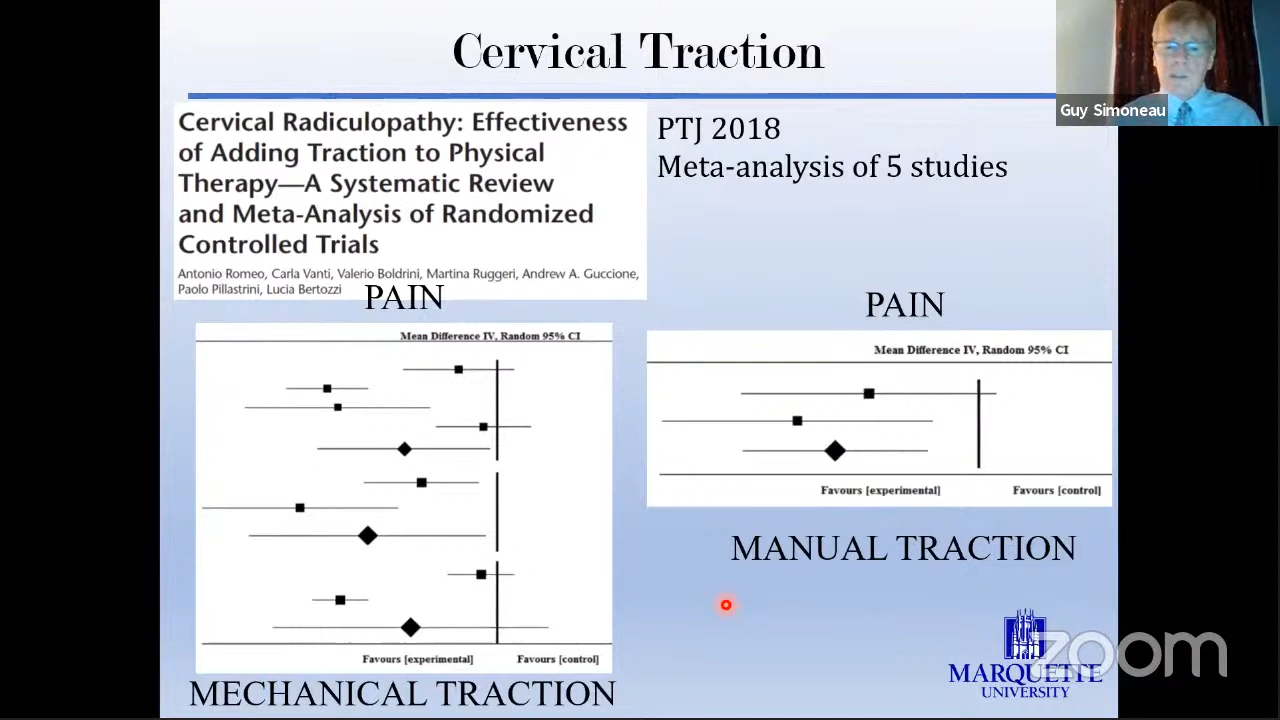 Cervical Traction
Guy Simoneau
Cervical Radiculopathy: Effectiveness
of Adding Traction to Physical
Therapy—A Systematic Review
and Meta-Analysis of Randomized
Controlled Trials
Antonio Romeo, Carla Vanti, Valerio Boldrini, Martina Ruggeri, Andrew A. Guccione,
Paolo Pillastrini, Lucia Bertozzi
PTJ 2018
Meta-analysis of 5 studies
PAIN
Mean Difference IV, Random 95% CI
Favours [experimental]
Favours [control]
MECHANICAL TRACTION
PAIN
Mean Difference IV, Random 95% CI
Favours [experimental]
Favours [control]
MANUAL TRACTION
MARQUETTE
UNIVERSITY
zoom